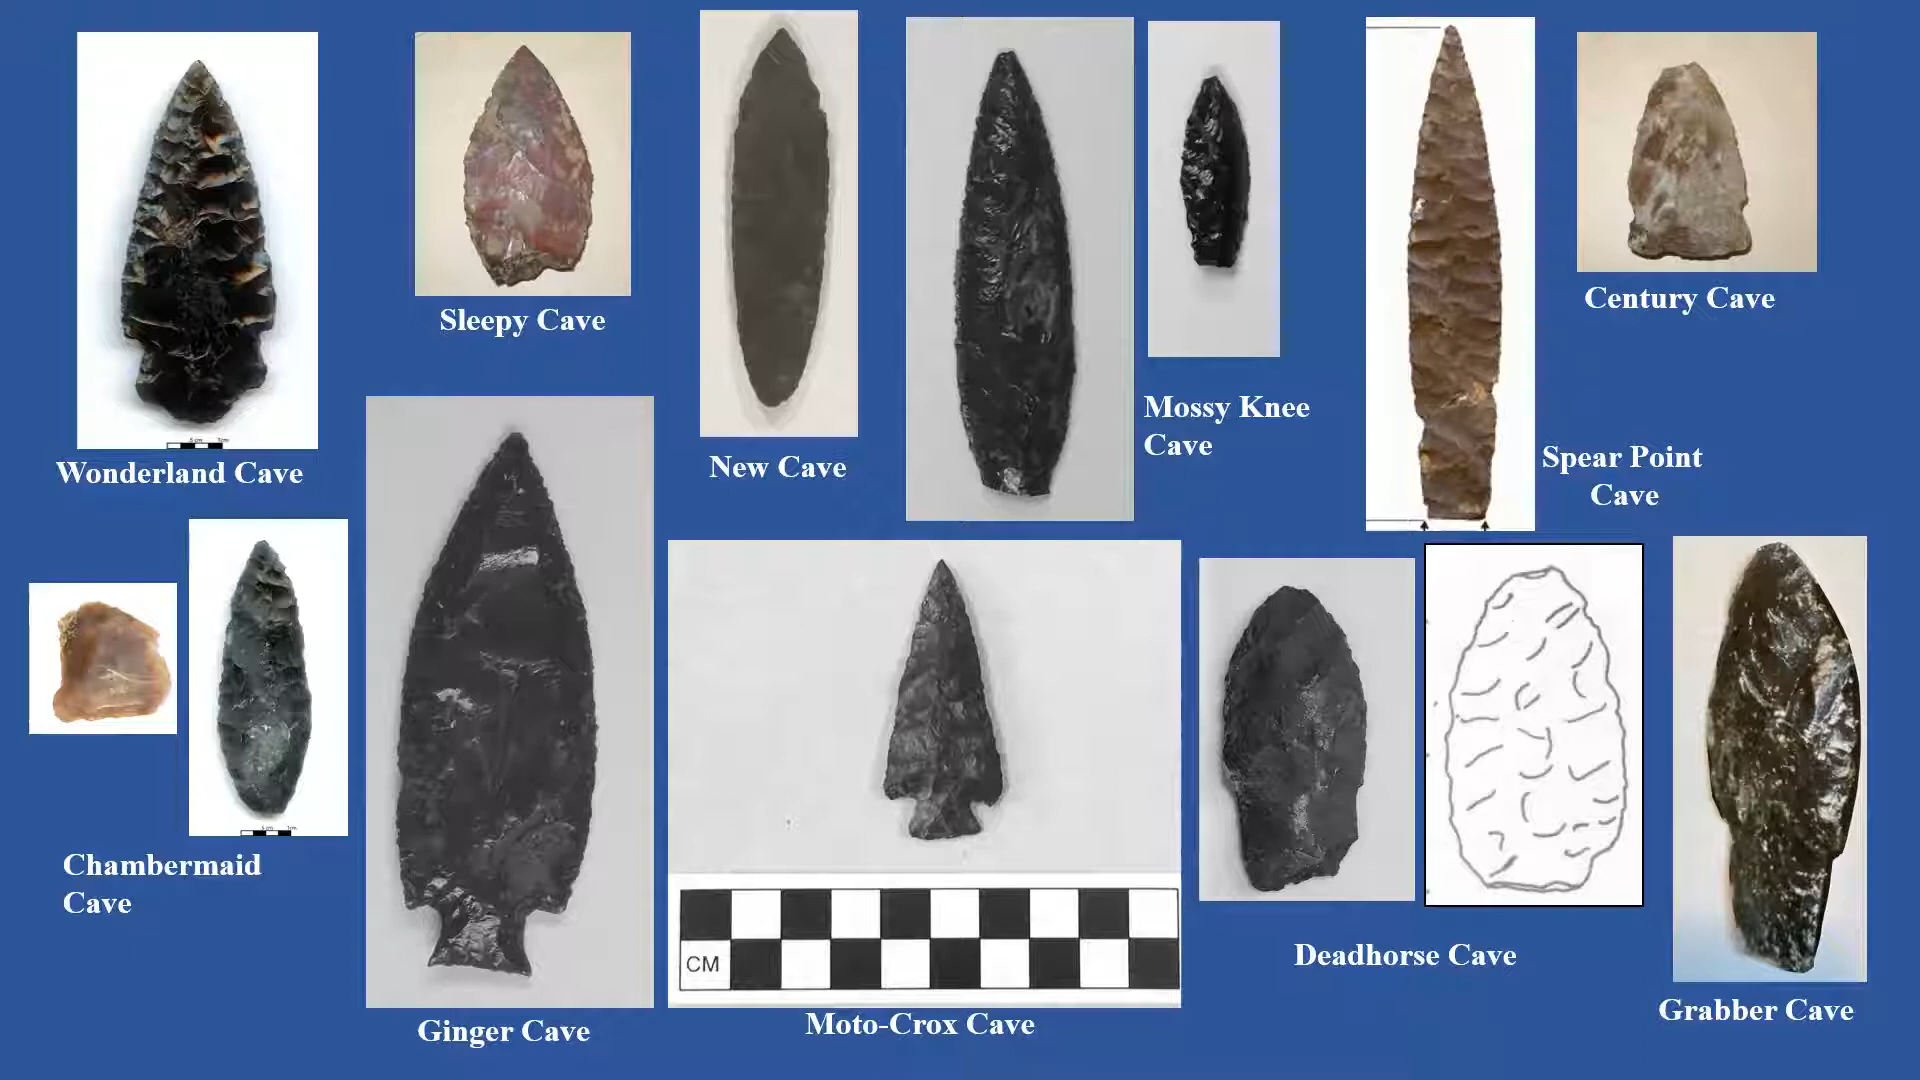 Wonderland Cave
Sleepy Cave
New Cave
Mossy Knee
Cave
Spear Point
Cave
Century Cave
Chambermaid
Cave
Ginger Cave
CM
Moto-Crox Cave
Deadhorse Cave
Grabber Cave